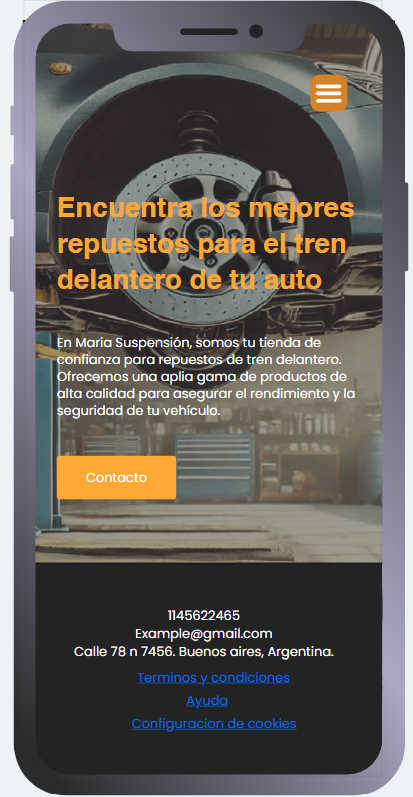 Encuentra los mejores
repuestos para el tren
delantero de tu auto
En Maria Suspensión, somos tu tienda de
confianza para repuestos de tren delantero.
Ofrecemos una aplia gama de productos de
alta calidad para asegurar el rendimiento y la
seguridad de tu vehículo.
Contacto
1145622465
Example@gmail.com
Calle 78 n 7456. Buenos aires, Argentina.
Terminos y condiciones
Ayuda
Configuracion de cookies